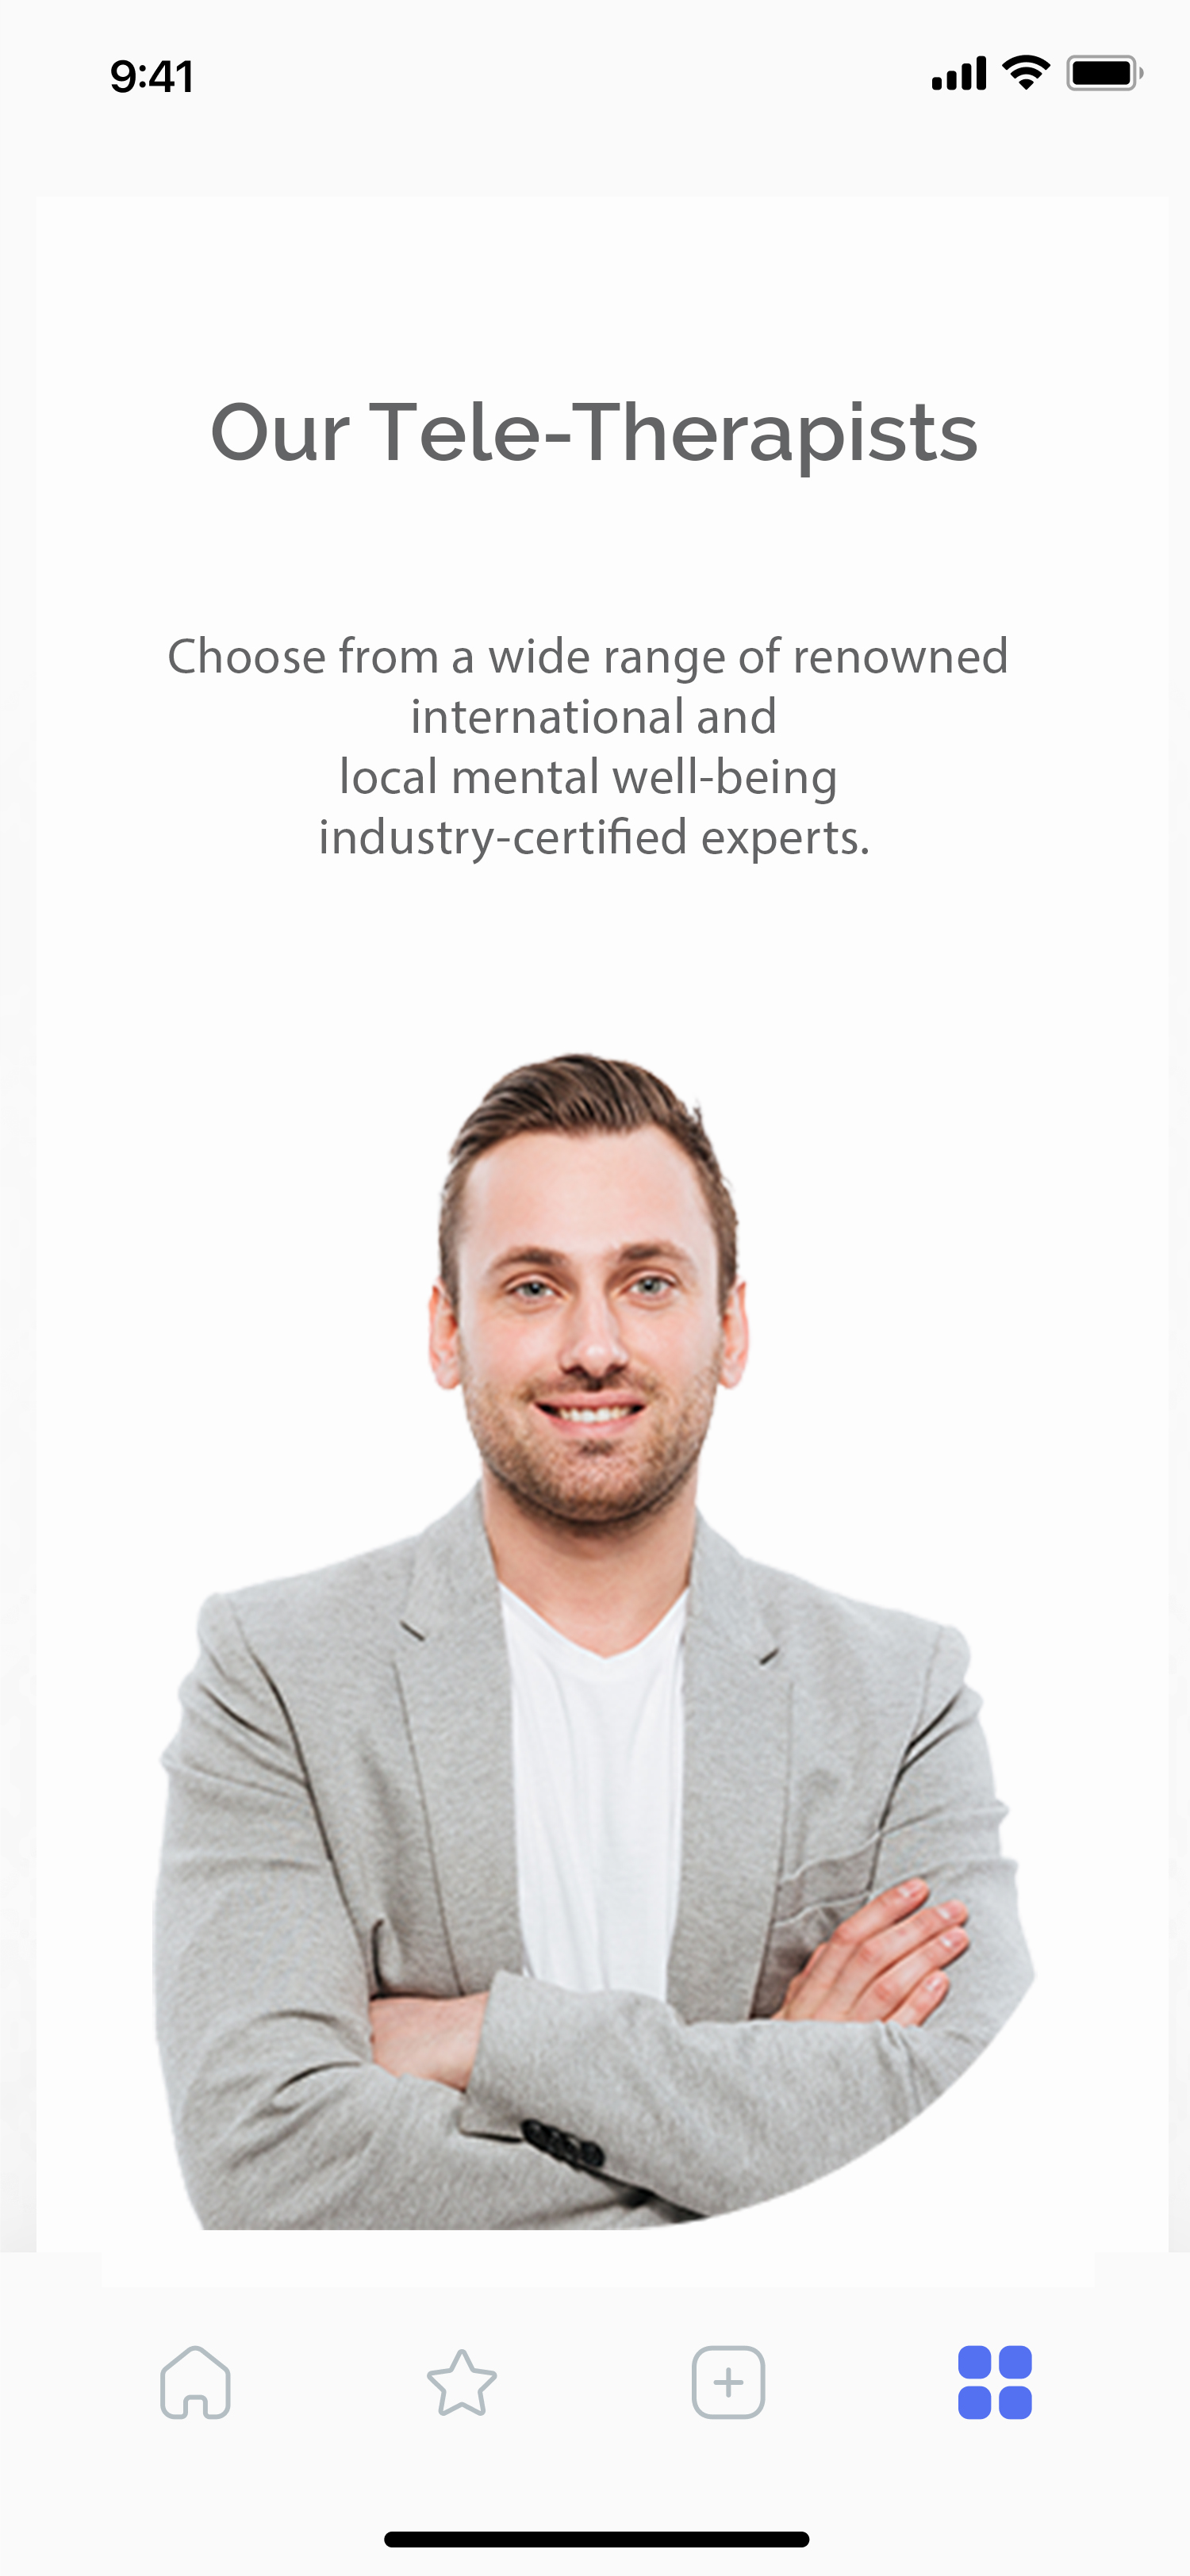 9:41
Our Tele-Therapists
Choose from a wide range of renowned
international and
local mental well-being
industry-certified experts.